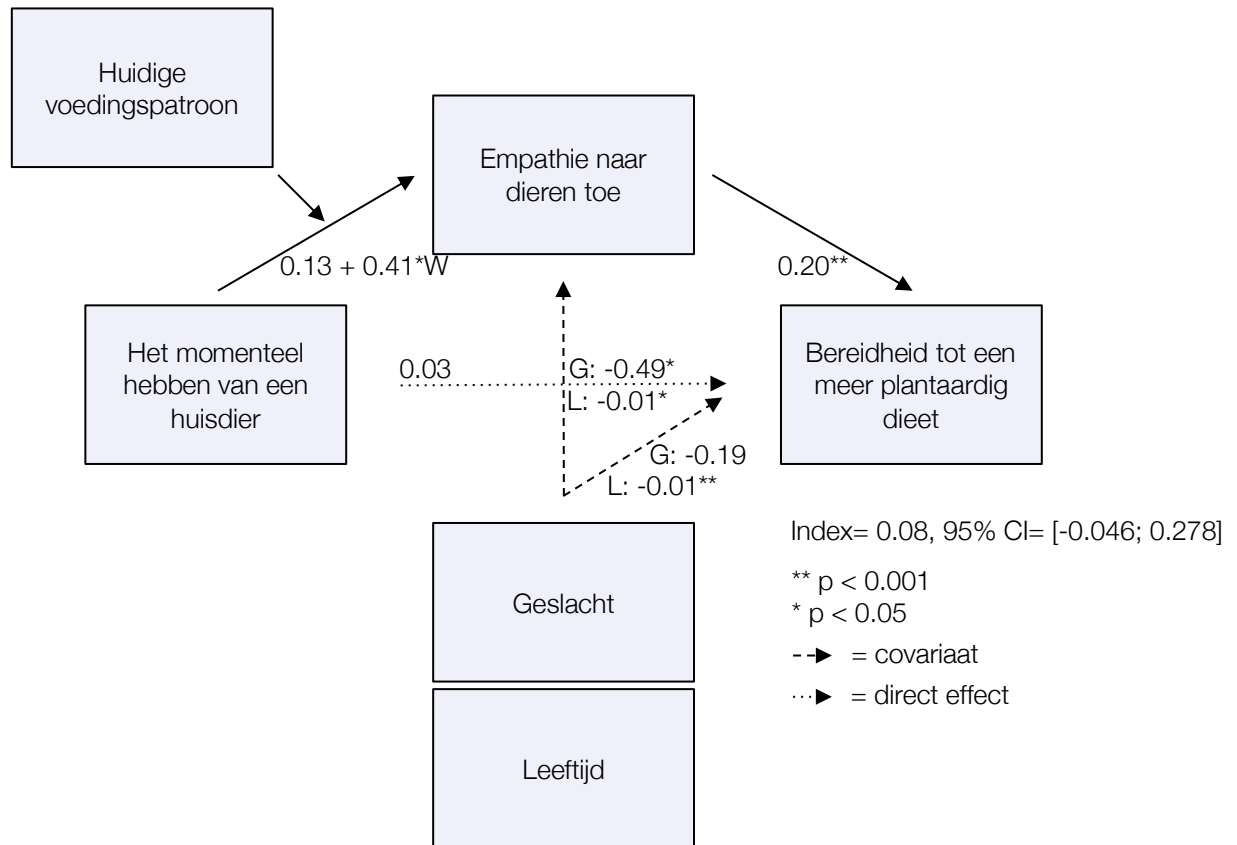 Huidige
voedingspatroon
Empathie naar
dieren toe
0.13 + 0.41*W
0.20**
Het momenteel
hebben van een
huisdier
0.03
G: -0.49*
L: -0.01*
Bereidheid tot een
meer plantaardig
dieet
G: -0.19
L: -0.01**
Index= 0.08, 95% CI= [-0.046; 0.278]
** p < 0.001
* p < 0.05
= covariaat
= direct effect
Geslacht
Leeftijd